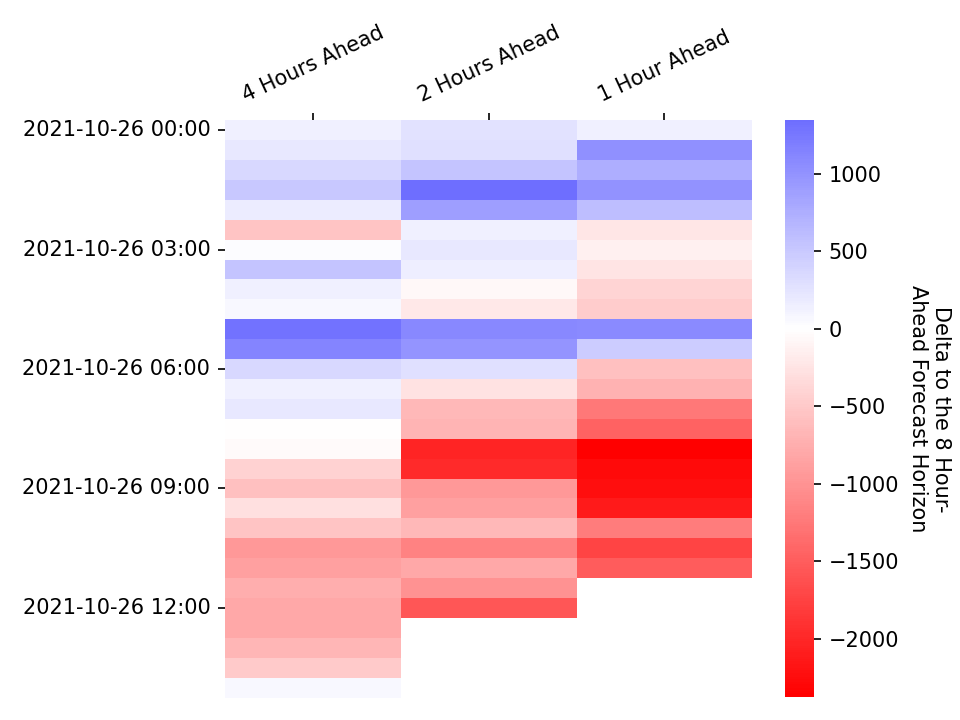 4 Hours Ahead
2 Hours Ahead
1 Hour Ahead
2021-10-26 00:00
2021-10-26 03:00
2021-10-26 06:00
2021-10-26 09:00
2021-10-26 12:00
1000
500
0
−500
−1000
−1500
−2000
Delta to the 8 Hour-
Ahead Forecast Horizon